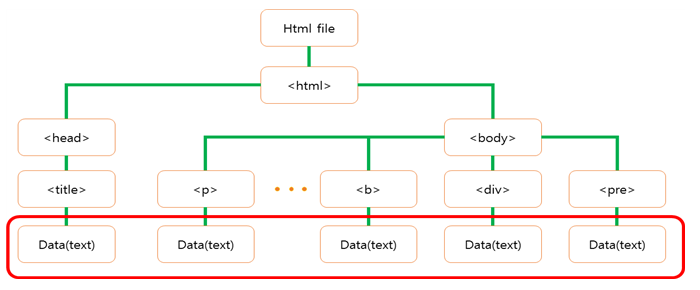 Html file
<html>
<head>
<body>
<title>
<p>
<b>
<div>
<pre>
Data(text)
Data(text)
Data(text)
Data(text)
Data(text)